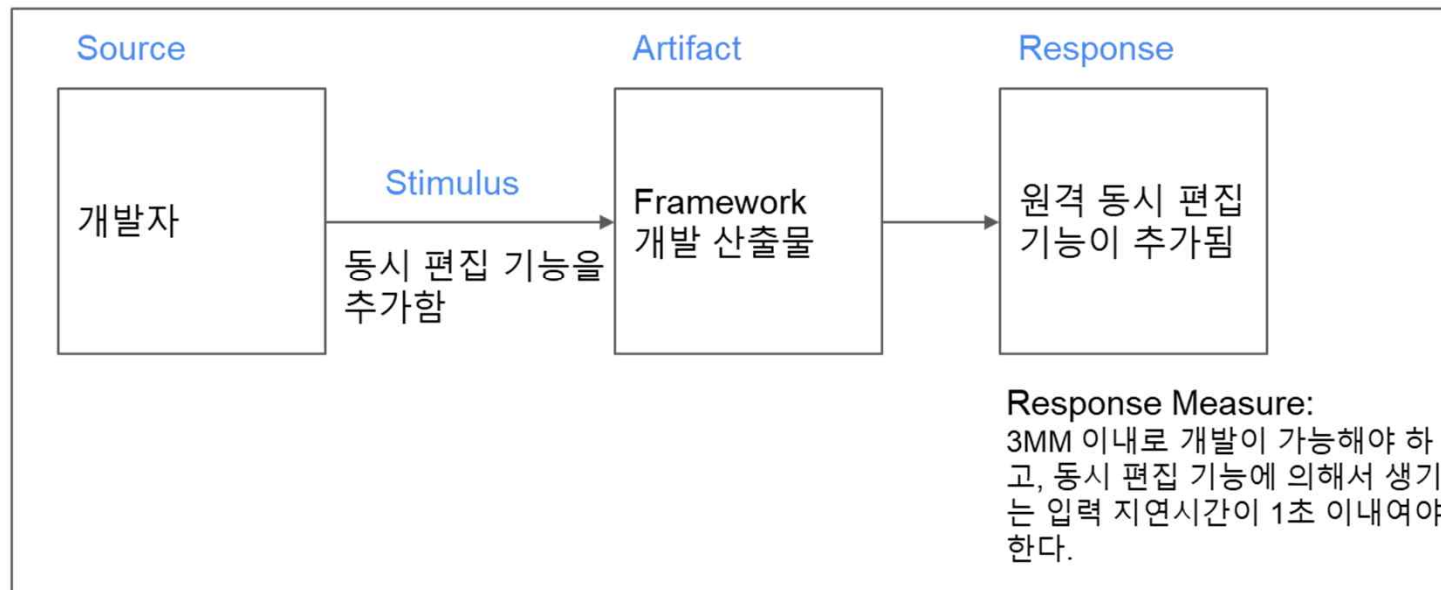 Source
Artifact
Response
개발자
Stimulus
동시 편집 기능을
추가함
Framework
개발 산출물
원격 동시 편집
기능이 추가됨
Response Measure:
3MM 이내로 개발이 가능해야 하
고, 동시 편집 기능에 의해서 생기
는 입력 지연시간이 1초 이내여야
한다.